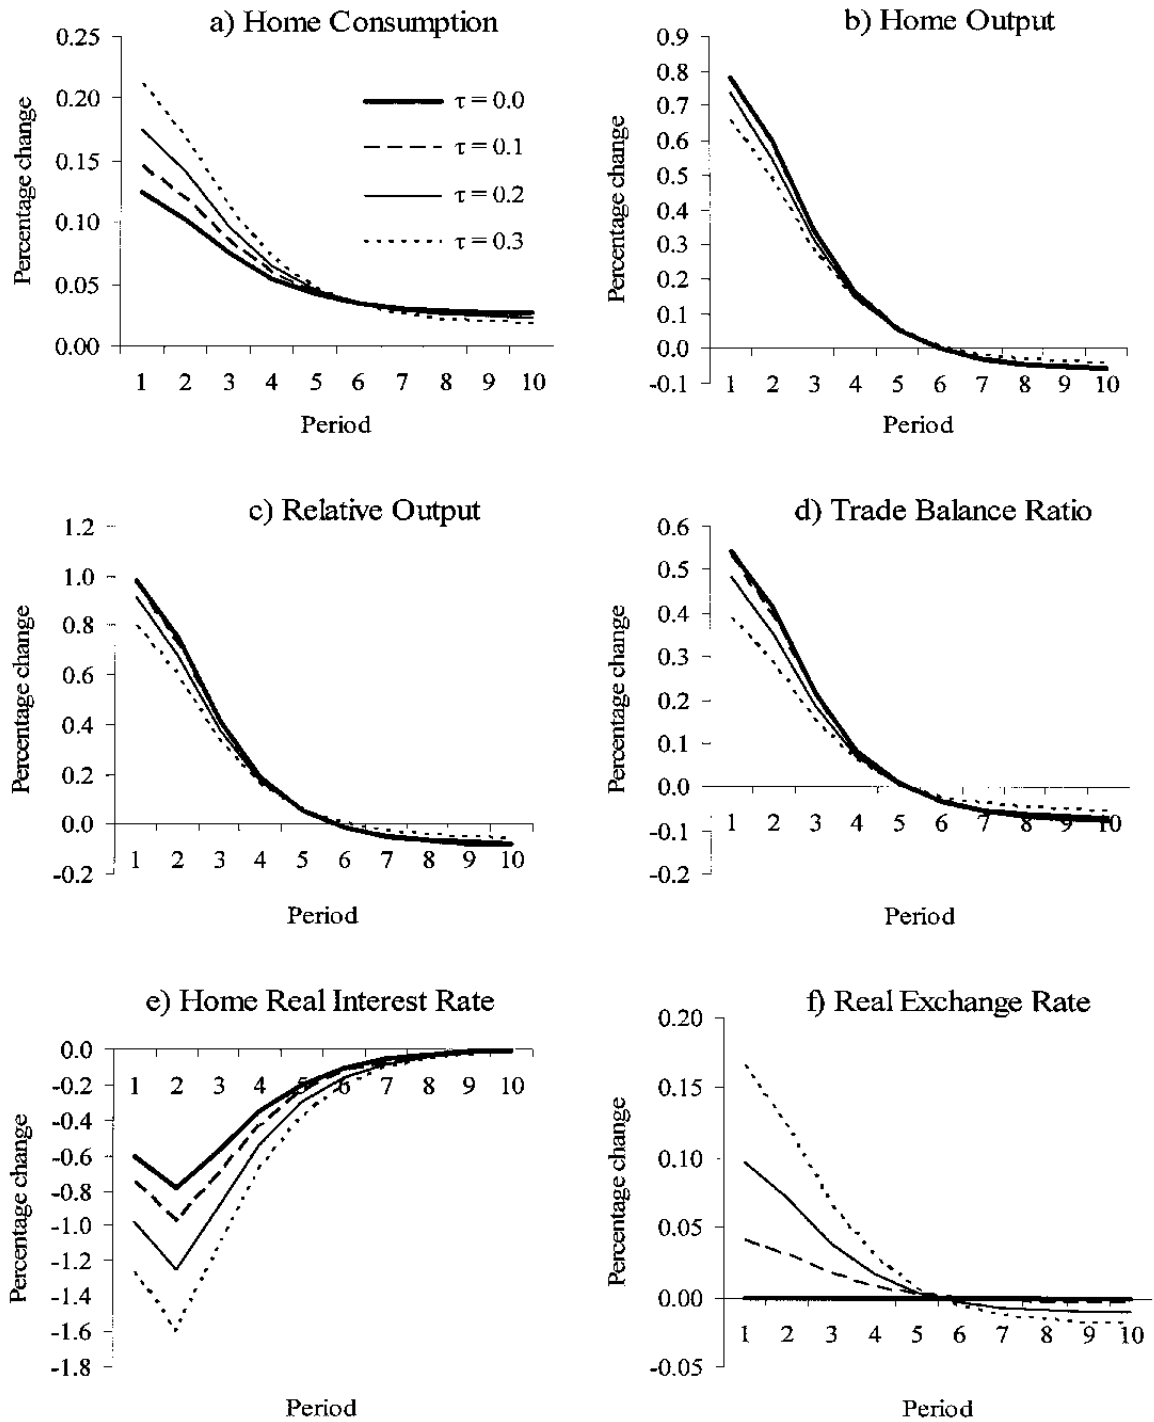 a) Home Consumption
0.25
0.20
0.15
0.10
0.05
0.00
Percentage change
τ = 0.0
τ = 0.1
τ = 0.2
τ = 0.3
1 2 3 4 5 6 7 8 9 10
Period
b) Home Output
0.9
0.8
0.7
0.6
0.5
0.4
0.3
0.2
0.1
0.0
-0.1
Percentage change
1 2 3 4 5 6 7 8 9 10
Period
c) Relative Output
1.2
1.0
0.8
0.6
0.4
0.2
0.0
-0.2
Percentage change
1 2 3 4 5 6 7 8 9 10
Period
d) Trade Balance Ratio
0.6
0.5
0.4
0.3
0.2
0.1
0.0
-0.1
-0.2
Percentage change
1 2 3 4 5 6 7 8 9 10
Period
e) Home Real Interest Rate
0.0
-0.2
-0.4
-0.6
-0.8
-1.0
-1.2
-1.4
-1.6
-1.8
Percentage change
1 2 3 4 5 6 7 8 9 10
Period
f) Real Exchange Rate
0.20
0.15
0.10
0.05
0.00
-0.05
Percentage change
1 2 3 4 5 6 7 8 9 10
Period